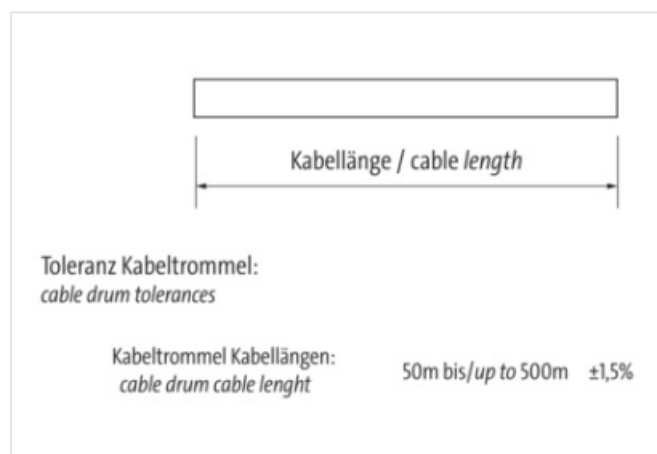 Kabellänge / cable length
Toleranz Kabeltrommel:
cable drum tolerances
Kabeltrommel Kabellängen:
cable drum cable lenght
50m bis/up to 500m ±1,5%